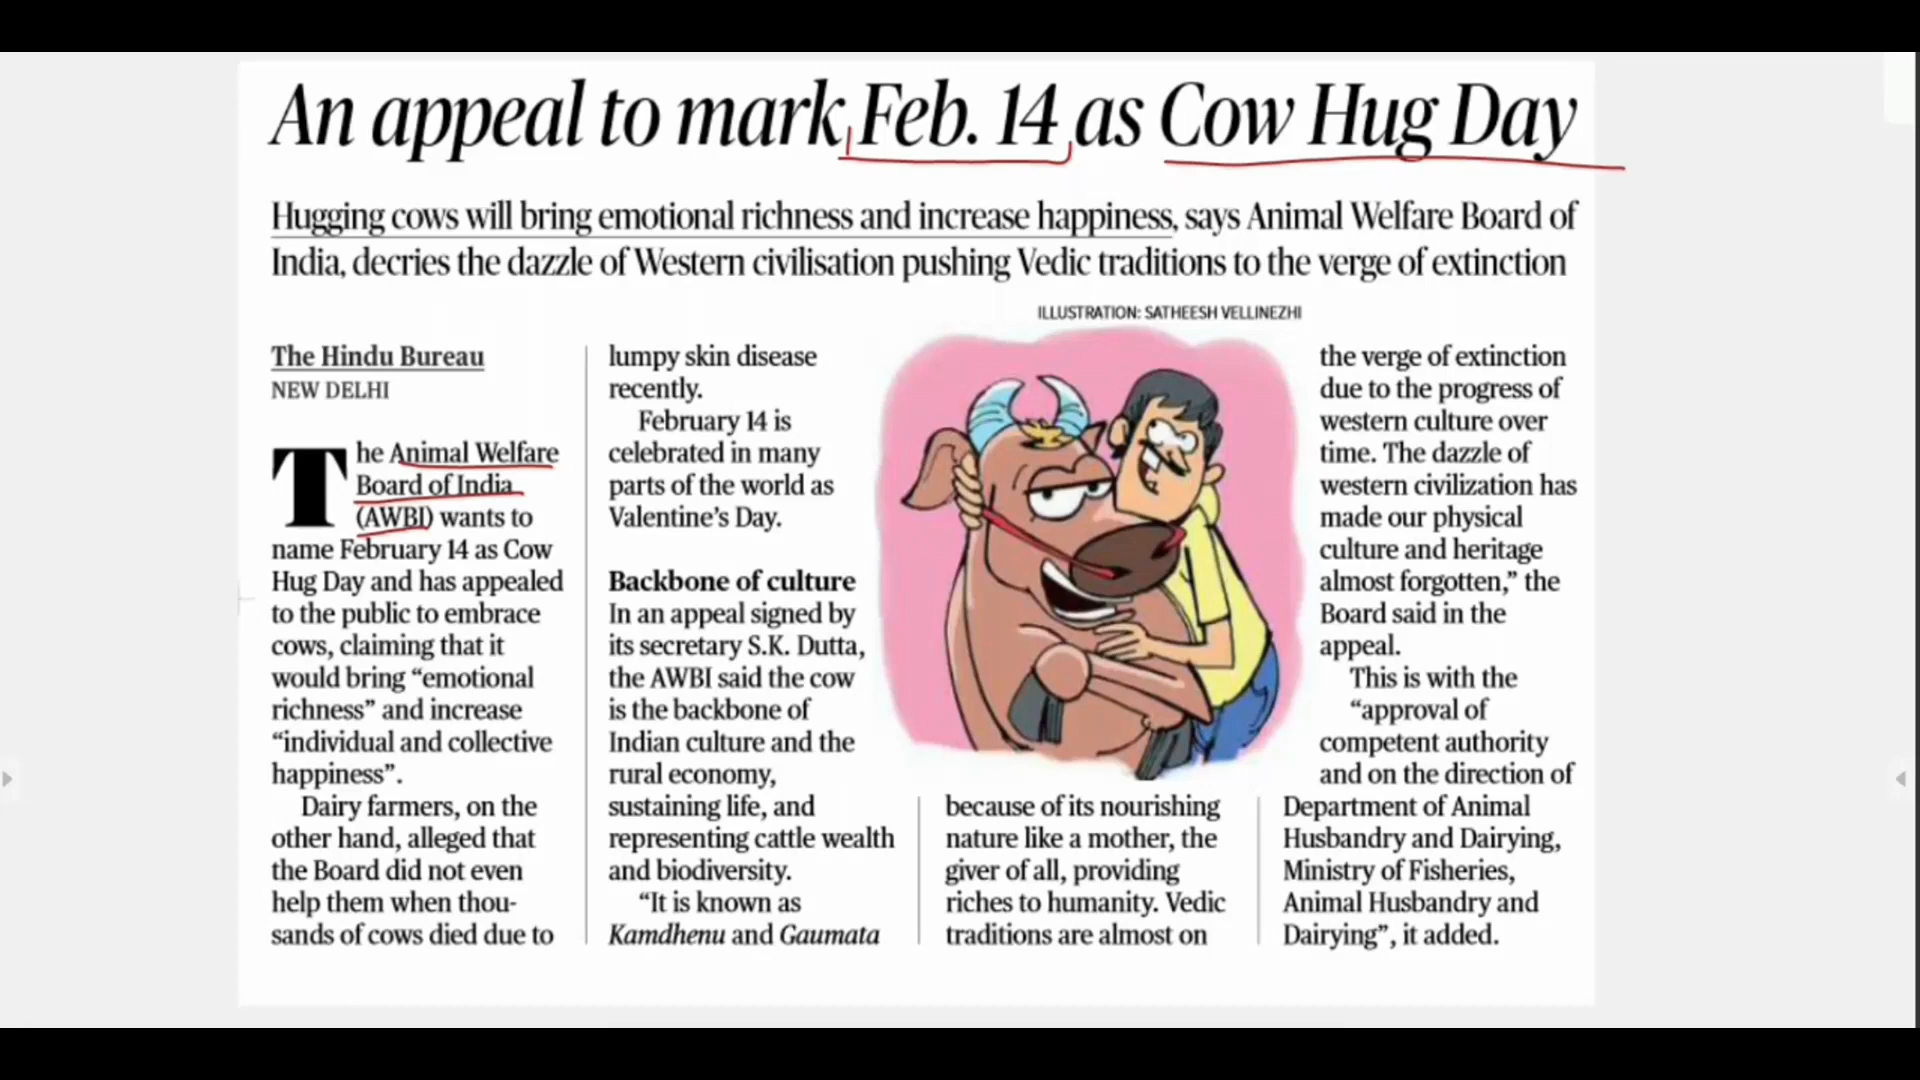 An appeal to mark Feb. 14 as Cow Hug Day
Hugging cows will bring emotional richness and increase happiness, says Animal Welfare Board of
India, decries the dazzle of Western civilisation pushing Vedic traditions to the verge of extinction
ILLUSTRATION: SATHEESH VELLINEZHI
The Hindu Bureau
NEW DELHI
The Animal Welfare
Board of India
(AWBI) wants to
name February 14 as Cow
Hug Day and has appealed
to the public to embrace
cows, claiming that it
would bring “emotional
richness” and increase
“individual and collective
happiness”.
Dairy farmers, on the
other hand, alleged that
the Board did not even
help them when thou-
sands of cows died due to
lumpy skin disease
recently.
February 14 is
celebrated in many
parts of the world as
Valentine’s Day.
Backbone of culture
In an appeal signed by
its secretary S.K. Dutta,
the AWBI said the cow
is the backbone of
Indian culture and the
rural economy,
sustaining life, and
representing cattle wealth
and biodiversity.
“It is known as
Kamdhenu and Gaumata
because of its nourishing
nature like a mother, the
giver of all, providing
riches to humanity. Vedic
traditions are almost on
the verge of extinction
due to the progress of
western culture over
time. The dazzle of
western civilization has
made our physical
culture and heritage
almost forgotten,” the
Board said in the
appeal.
This is with the
“approval of
competent authority
and on the direction of
Department of Animal
Husbandry and Dairying,
Ministry of Fisheries,
Animal Husbandry and
Dairying”, it added.